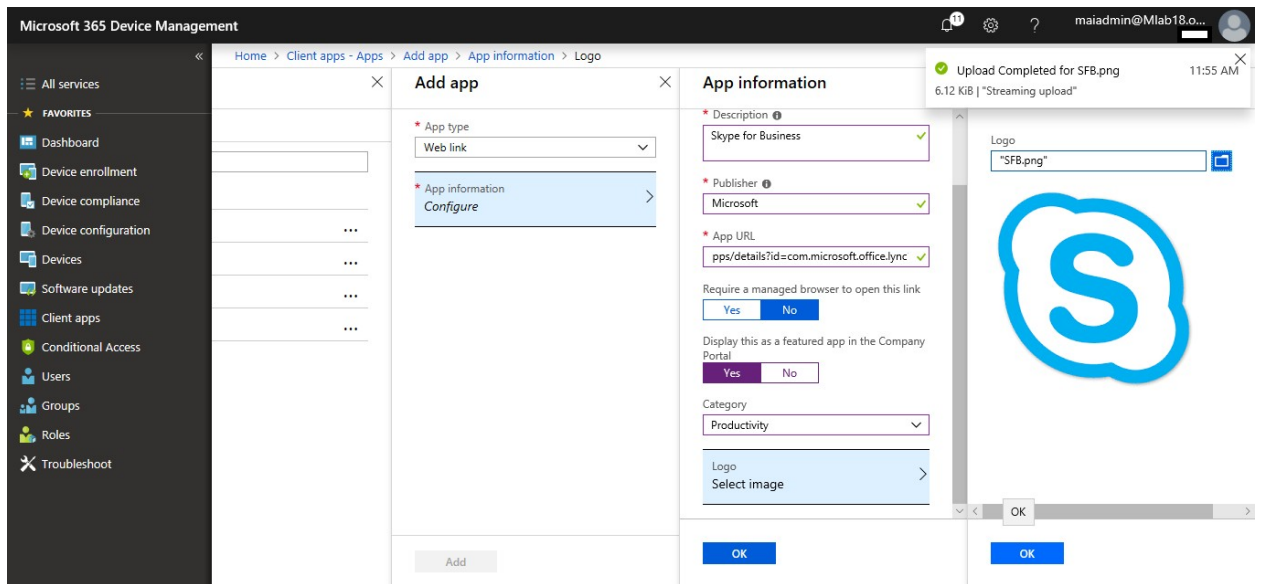 Microsoft 365 Device Management
11
?
maiadmin@Mlab18.o...
«
Home > Client apps - Apps > Add app > App information > Logo
Upload Completed for SFB.png
11:55 AM
6.12 KiB | "Streaming upload"
All services
FAVORITES
Dashboard
Device enrollment
Device compliance
Device configuration
Devices
Software updates
Client apps
Conditional Access
Users
Groups
Roles
Troubleshoot
...
...
...
...
Add app
* App type
Web link
* App information
Configure
Add
App information
* Description
Skype for Business
* Publisher
Microsoft
* App URL
pps/details?id=com.microsoft.office.lync
Require a managed browser to open this link
Yes No
Display this as a featured app in the Company
Portal
Yes No
Category
Productivity
Logo
Select image
OK
Logo
"SFB.png"
S
OK
OK